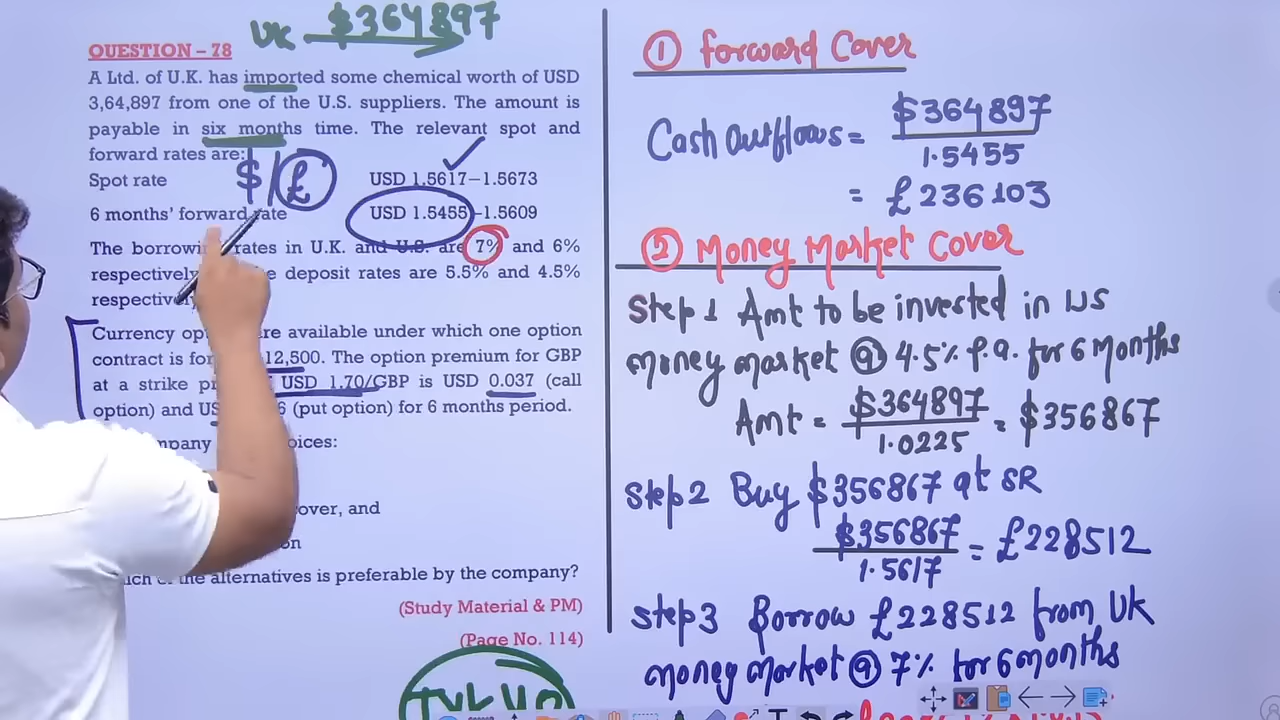 UK $364897
QUESTION – 78
A Ltd. of U.K. has imported some chemical worth of USD
3,64,897 from one of the U.S. suppliers. The amount is
payable in six months time. The relevant spot and
forward rates are:
$/£
Spot rate USD 1.5617–1.5673
6 months' forward rate USD 1.5455–1.5609
The borrowing rates in U.K. and U.S. are 7% and 6%
respectively deposit rates are 5.5% and 4.5%
Currency are available under which one option
contract is for 12,500. The option premium for GBP
at a strike USD 1.70/GBP is USD 0.037 (call
option) and (put option) for 6 months period.
and
the alternatives is preferable by the company?
(Study Material & PM)
(Page No. 114)
① Forward Cover
Cash Outflows = $364897
1.5455
= £236103
② Money Market Cover
Step 1 Amt to be invested in US
money market @ 4.5% p.a. for 6 Months
Amt = $364897 = $356867
1.0225
Step 2 Buy $356867 at SR
$356867 = £228512
1.5617
Step 3 Borrow £228512 from UK
money market @ 7% for 6 months